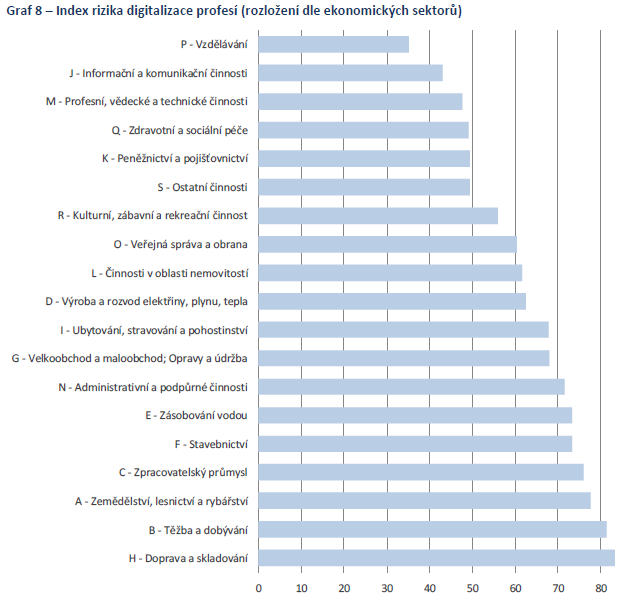 Graf 8 – Index rizika digitalizace profesí (rozložení dle ekonomických sektorů)
P - Vzdělávání
J - Informační a komunikační činnosti
M - Profesní, vědecké a technické činnosti
Q - Zdravotní a sociální péče
K - Peněžnictví a pojišťovnictví
S - Ostatní činnosti
R - Kulturní, zábavní a rekreační činnost
O - Veřejná správa a obrana
L - Činnosti v oblasti nemovitostí
D - Výroba a rozvod elektřiny, plynu, tepla
I - Ubytování, stravování a pohostinství
G - Velkoobchod a maloobchod; Opravy a údržba
N - Administrativní a podpůrné činnosti
E - Zásobování vodou
F - Stavebnictví
C - Zpracovatelský průmysl
A - Zemědělství, lesnictví a rybářství
B - Těžba a dobývání
H - Doprava a skladování
0 10 20 30 40 50 60 70 80